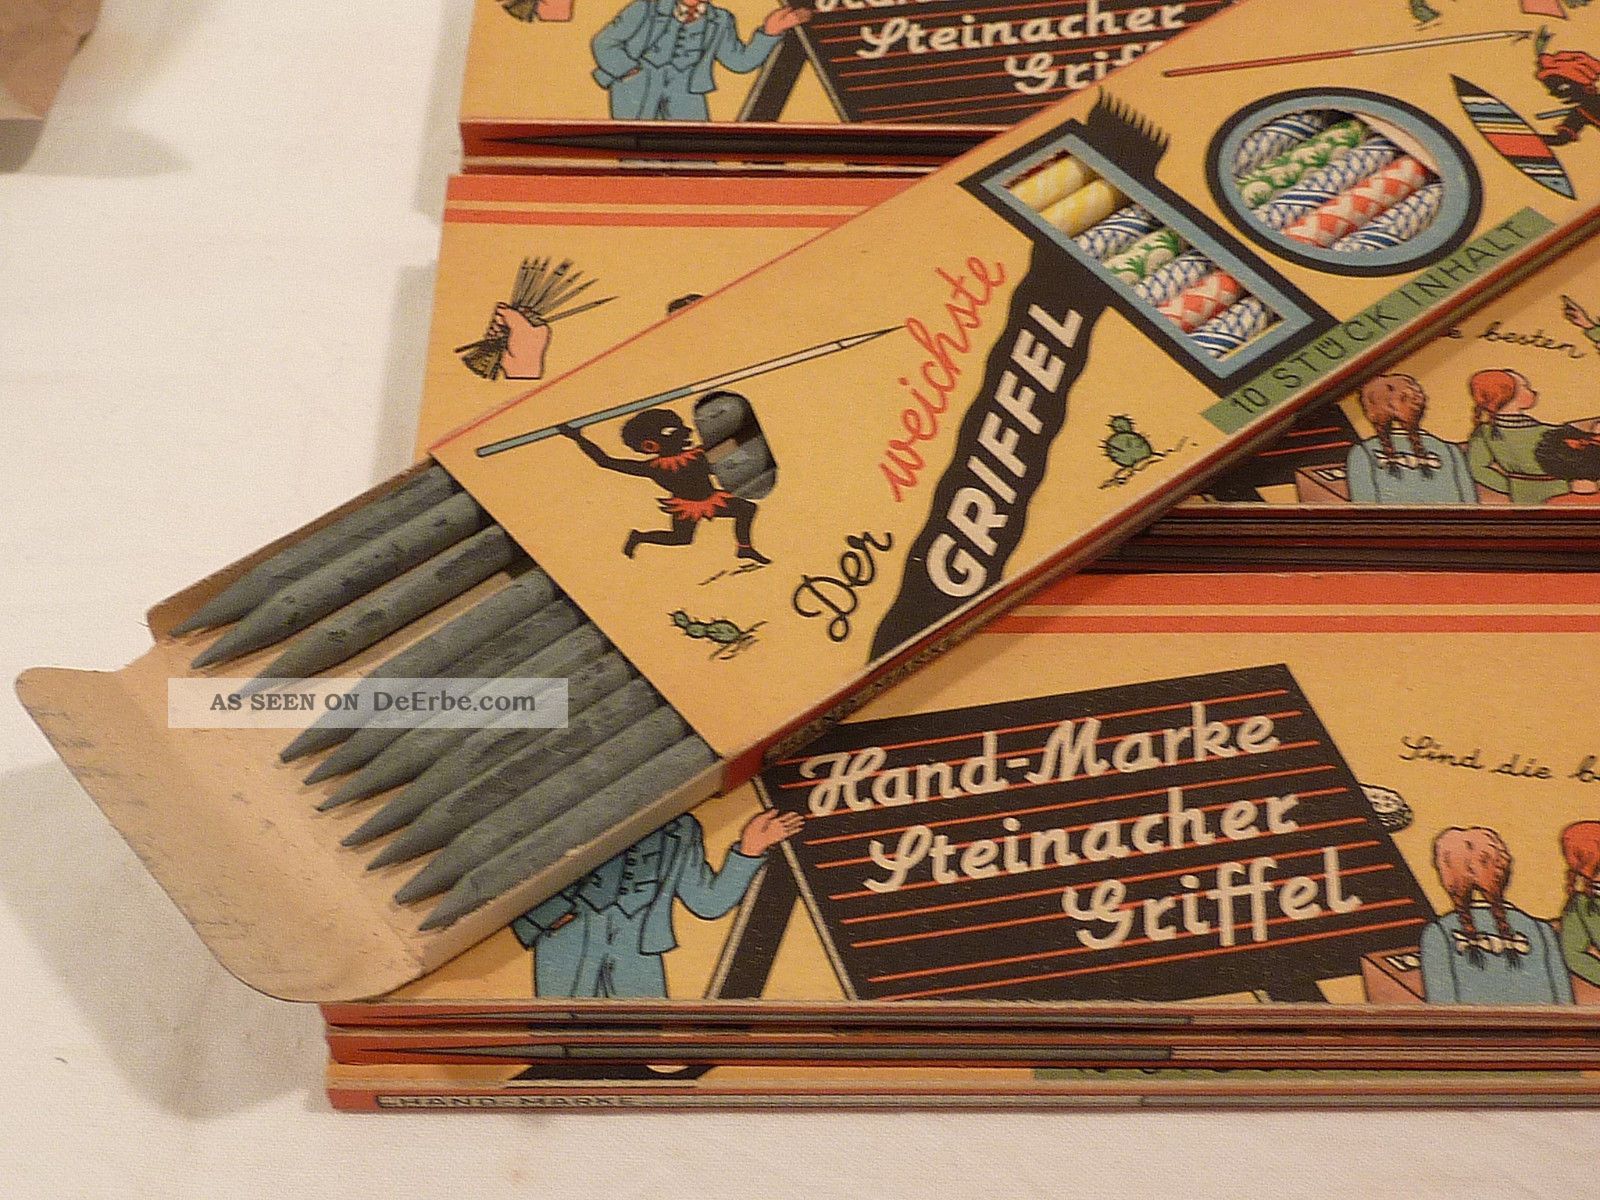 Steinacher
Grif
Der weichste
GRIFFEL
10 STÜCK INHALT
besten
AS SEEN ON DeErbe.com
Hand-Marke
Steinacher
Griffel
Sind die b
HAND-MARKE